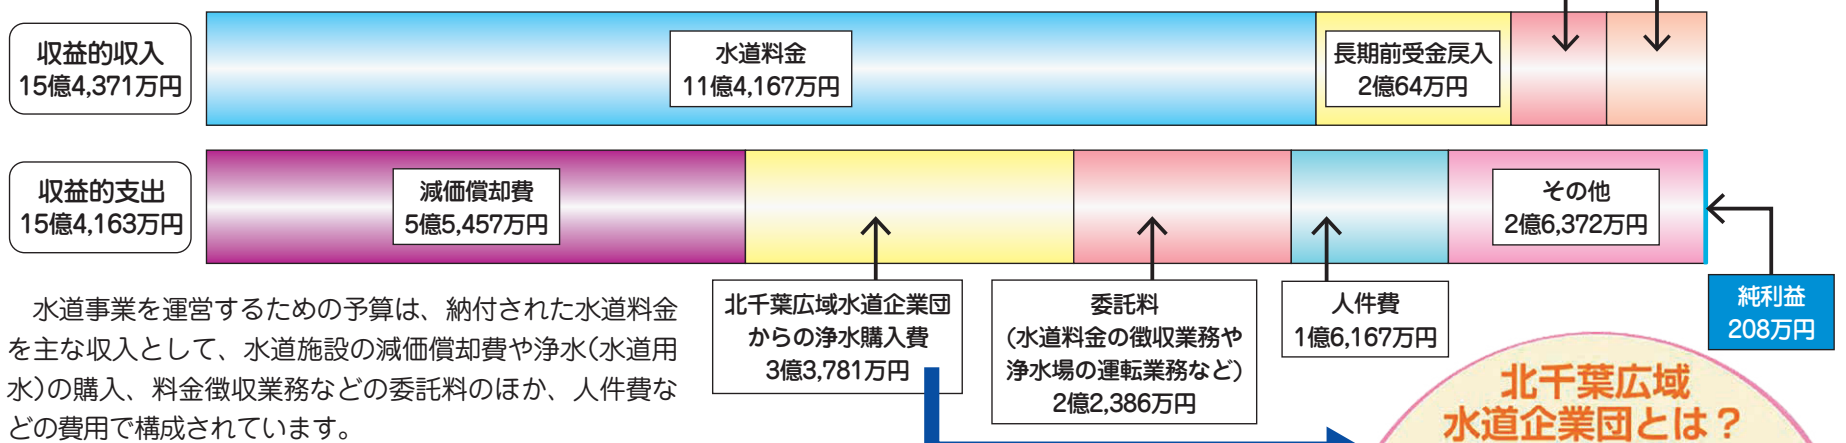 収益的収入
15億4,371万円
水道料金
11億4,167万円
長期前受金戻入
2億64万円
収益的支出
15億4,163万円
減価償却費
5億5,457万円
その他
2億6,372万円
北千葉広域水道企業団
からの浄水購入費
3億3,781万円
委託料
(水道料金の徴収業務や
浄水場の運転業務など)
2億2,386万円
人件費
1億6,167万円
純利益
208万円
水道事業を運営するための予算は、納付された水道料金
を主な収入として、水道施設の減価償却費や浄水(水道用
水)の購入、料金徴収業務などの委託料のほか、人件費な
どの費用で構成されています。
北千葉広域
水道企業団とは？